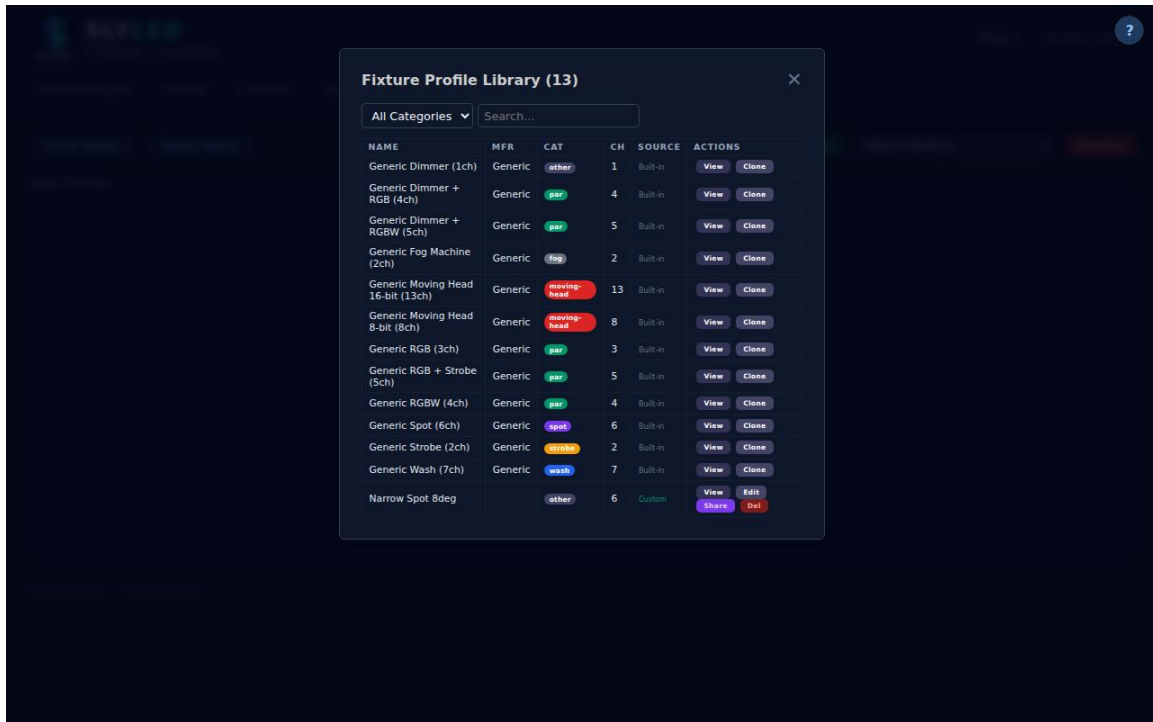 ?
Fixture Profile Library (13)
✕
All Categories Search...
NAME MFR CAT CH SOURCE ACTIONS
Generic Dimmer (1ch) Generic other 1 Built-in View Clone
Generic Dimmer +
RGB (4ch) Generic par 4 Built-in View Clone
Generic Dimmer +
RGBW (5ch) Generic par 5 Built-in View Clone
Generic Fog Machine
(2ch) Generic fog 2 Built-in View Clone
Generic Moving Head
16-bit (13ch) Generic moving-
head 13 Built-in View Clone
Generic Moving Head
8-bit (8ch) Generic moving-
head 8 Built-in View Clone
Generic RGB (3ch) Generic par 3 Built-in View Clone
Generic RGB + Strobe
(5ch) Generic par 5 Built-in View Clone
Generic RGBW (4ch) Generic par 4 Built-in View Clone
Generic Spot (6ch) Generic spot 6 Built-in View Clone
Generic Strobe (2ch) Generic strobe 2 Built-in View Clone
Generic Wash (7ch) Generic wash 7 Built-in View Clone
Narrow Spot 8deg other 6 Custom View Edit
Share Del